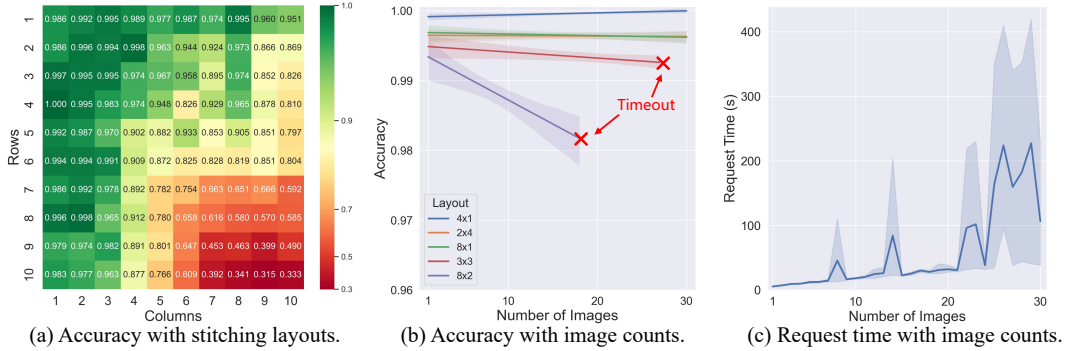 1 0.986 0.992 0.995 0.989 0.977 0.987 0.974 0.995 0.960 0.951
2 0.986 0.996 0.994 0.998 0.963 0.944 0.924 0.973 0.866 0.869
3 0.997 0.995 0.995 0.974 0.967 0.958 0.895 0.974 0.852 0.826
4 1.000 0.995 0.983 0.974 0.948 0.826 0.929 0.965 0.878 0.810
5 0.992 0.987 0.970 0.902 0.882 0.933 0.853 0.905 0.851 0.797
6 0.994 0.994 0.991 0.909 0.872 0.825 0.828 0.819 0.851 0.804
7 0.986 0.992 0.978 0.892 0.782 0.754 0.663 0.651 0.666 0.592
8 0.996 0.998 0.965 0.912 0.780 0.658 0.616 0.580 0.570 0.585
9 0.979 0.974 0.982 0.891 0.801 0.647 0.453 0.463 0.399 0.490
10 0.983 0.977 0.963 0.877 0.766 0.609 0.392 0.341 0.315 0.333
1 2 3 4 5 6 7 8 9 10
Rows
Columns
1.0
0.9
0.7
0.5
0.3
(a) Accuracy with stitching layouts.
1.00
0.99
0.98
0.97
0.96
Accuracy
Timeout
Layout
4x1
2x4
8x1
3x3
8x2
1 10 20 30
Number of Images
(b) Accuracy with image counts.
400
300
200
100
0
Request Time (s)
1 10 20 30
Number of Images
(c) Request time with image counts.